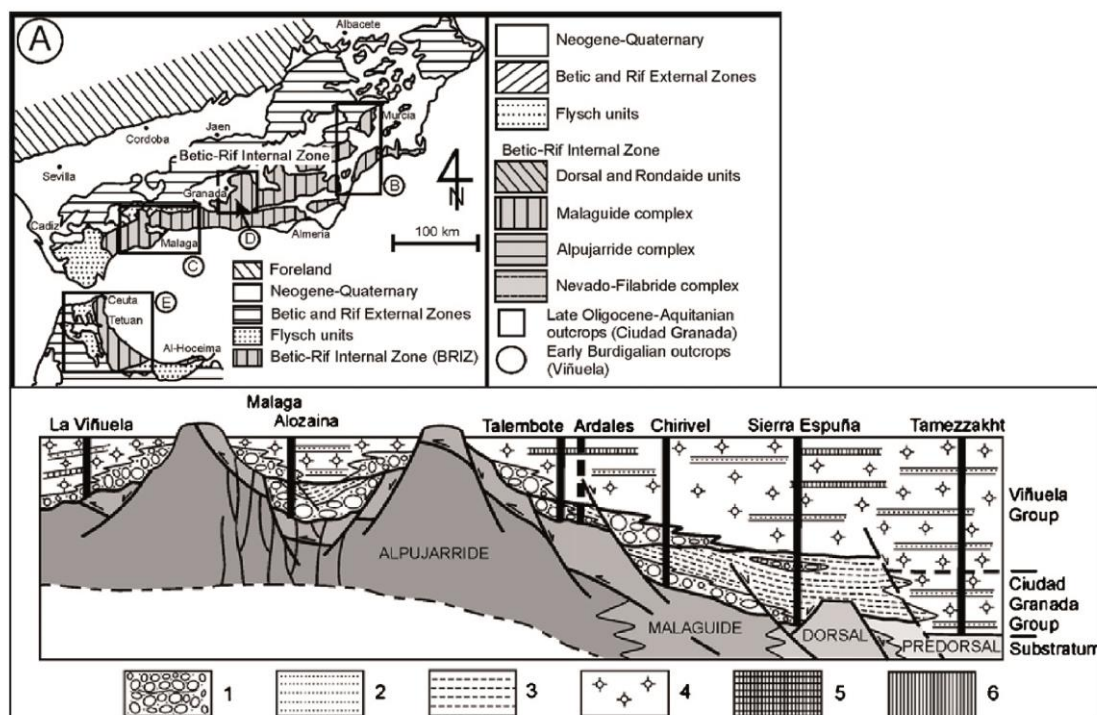 A
Albacete
Murcia
Jaen
Cordoba
Betic-Rif Internal Zone
Sevilla
Granada
B
N
Cadiz
Almeria
D
Malaga
100 km
C
E
Ceuta
Tetuan
Al-Hoceima
Foreland
Neogene-Quaternary
Betic and Rif External Zones
Flysch units
Betic-Rif Internal Zone (BRIZ)
Neogene-Quaternary
Betic and Rif External Zones
Flysch units
Betic-Rif Internal Zone
Dorsal and Rondaide units
Malaguide complex
Alpujarride complex
Nevado-Filabride complex
Late Oligocene-Aquitanian
outcrops (Ciudad Granada)
Early Burdigalian outcrops
(Viñuela)
La Viñuela
Malaga
Alozaina
Talembote
Ardales
Chirivel
Sierra Espuña
Tamezzakht
Viñuela
Group
Ciudad
Granada
Group
Substratum
ALPUJARRIDE
MALAGUIDE
DORSAL
PREDORSAL
1
2
3
4
5
6